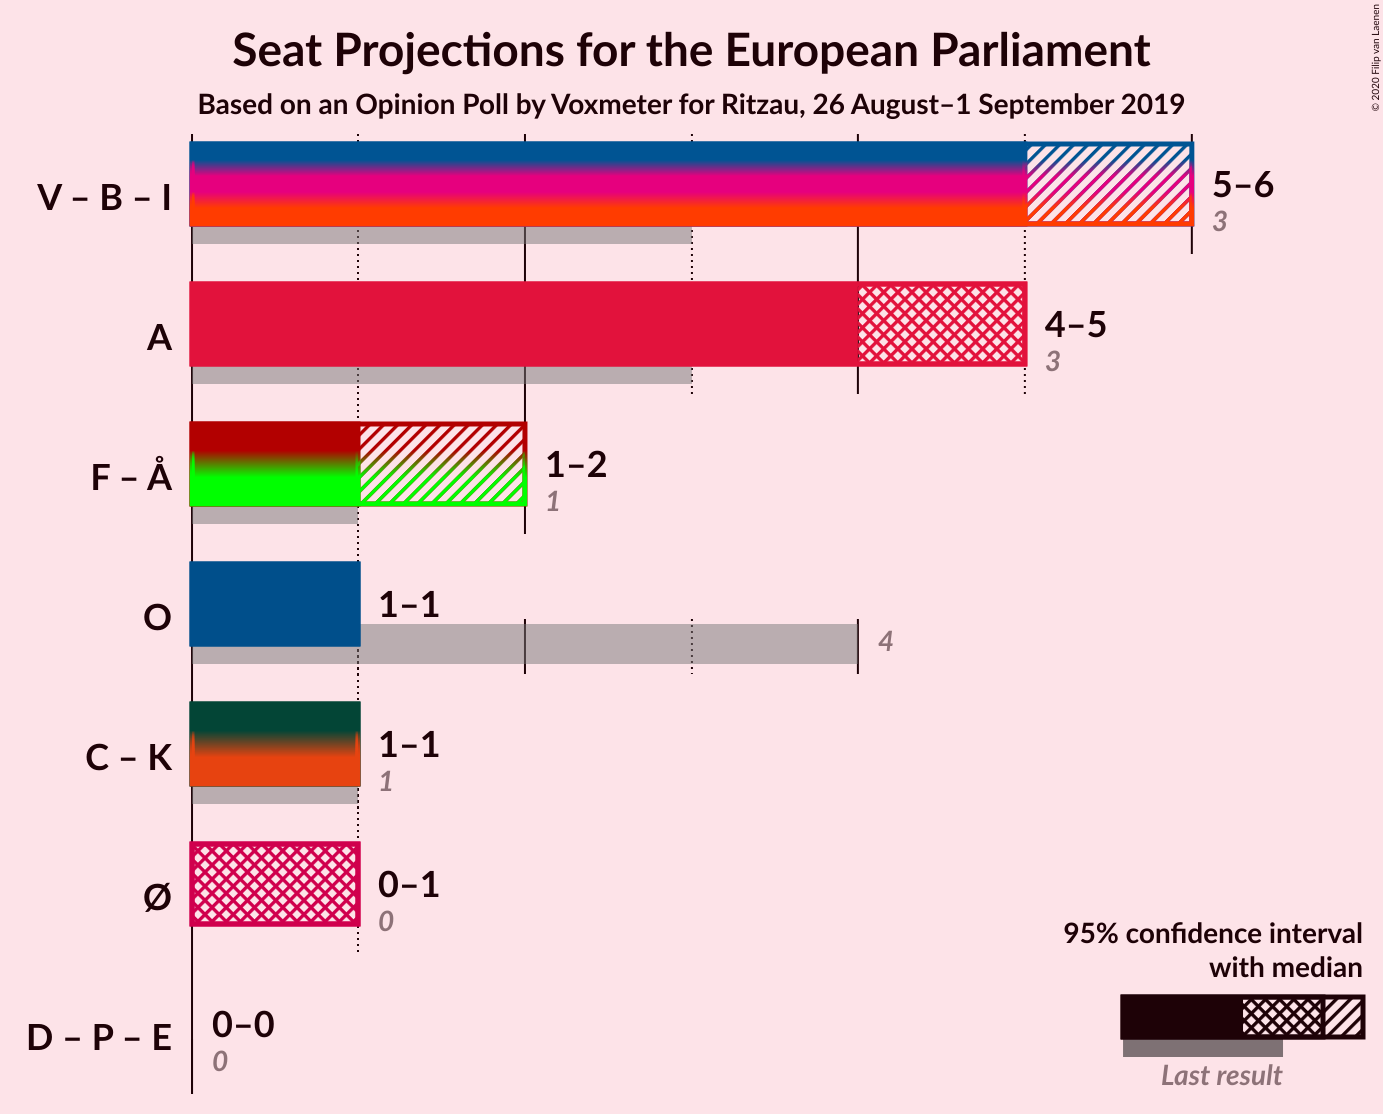 Seat Projections for the European Parliament
Based on an Opinion Poll by Voxmeter for Ritzau, 26 August–1 September 2019
© 2020 Filip van Laenen
V – B – I
5–6
3
A
4–5
3
F – Å
1–2
1
O
1–1
4
C – K
1–1
1
Ø
0–1
0
D – P – E
0–0
0
95% confidence interval
with median
Last result